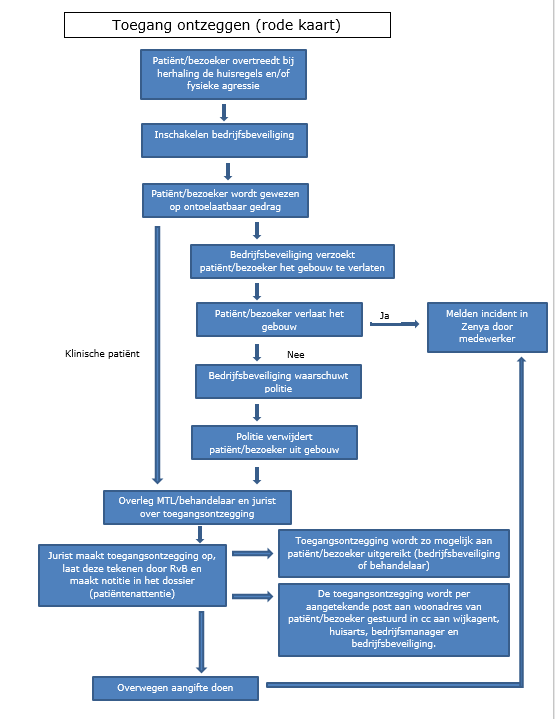 Toegang ontzeggen (rode kaart)
Patiënt/bezoeker overtreedt bij
herhaling de huisregels en/of
fysieke agressie
Inschakelen bedrijfsbeveiliging
Patiënt/bezoeker wordt gewezen
op ontoelaatbaar gedrag
Bedrijfsbeveiliging verzoekt
patiënt/bezoeker het gebouw te verlaten
Patiënt/bezoeker verlaat het
gebouw
Ja
Melden incident in
Zenya door
medewerker
Klinische patiënt
Nee
Bedrijfsbeveiliging waarschuwt
politie
Politie verwijdert
patiënt/bezoeker uit gebouw
Overleg MTL/behandelaar en jurist
over toegangsontzegging
Jurist maakt toegangsontzegging op,
laat deze tekenen door RvB en
maakt notitie in het dossier
(patiëntenattentie)
Toegangsontzegging wordt zo mogelijk aan
patiënt/bezoeker uitgereikt (bedrijfsbeveiliging
of behandelaar)
De toegangsontzegging wordt per
aangetekende post aan woonadres van
patiënt/bezoeker gestuurd in cc aan wijkagent,
huisarts, bedrijfsmanager en
bedrijfsbeveiliging.
Overwegen aangifte doen